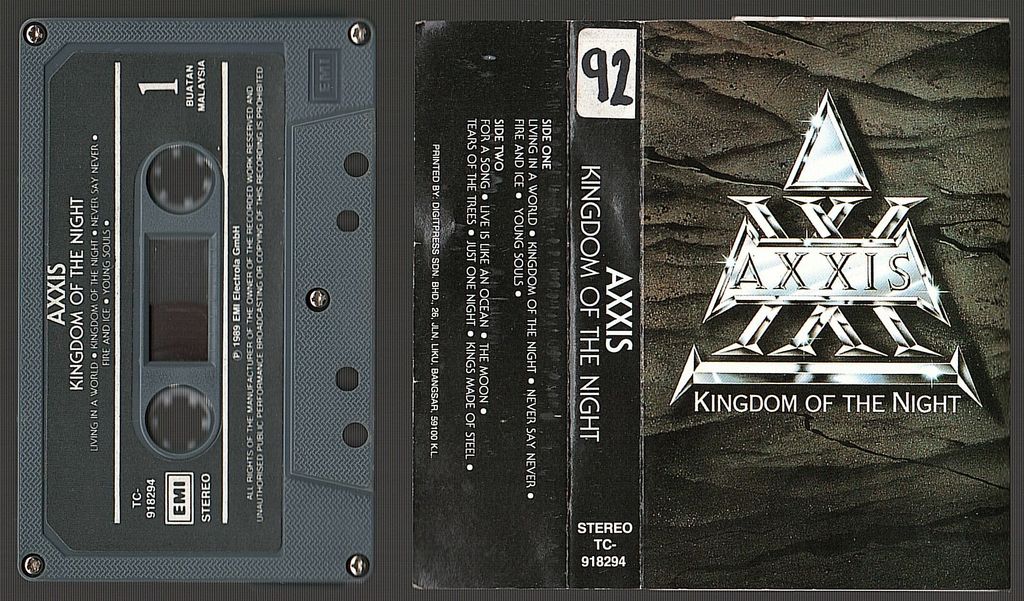 AXXIS
KINGDOM OF THE NIGHT
LIVING IN A WORLD • KINGDOM OF THE NIGHT • NEVER SAY NEVER •
FIRE AND ICE • YOUNG SOULS •
1
BUATAN
MALAYSIA
TC-
918294
EMI
STEREO
℗ 1989 EMI Electrola GmbH
ALL RIGHTS OF THE MANUFACTURER OF THE OWNER OF THE RECORDED WORK RESERVED AND
UNAUTHORISED PUBLIC PERFORMANCE BROADCASTING OR COPYING OF THIS RECORDING IS PROHIBITED
EMI
SIDE ONE
LIVING IN A WORLD • KINGDOM OF THE NIGHT • NEVER SAY NEVER •
FIRE AND ICE • YOUNG SOULS •
SIDE TWO
FOR A SONG • LIVE IS LIKE AN OCEAN • THE MOON •
TEARS OF THE TREES • JUST ONE NIGHT • KINGS MADE OF STEEL •
PRINTED BY: DIGITPRESS SDN. BHD., 26, JLN. LIKU, BANGSAR, 59100 K.L.
92
AXXIS
KINGDOM OF THE NIGHT
STEREO
TC-
918294
AXXIS
KINGDOM OF THE NIGHT